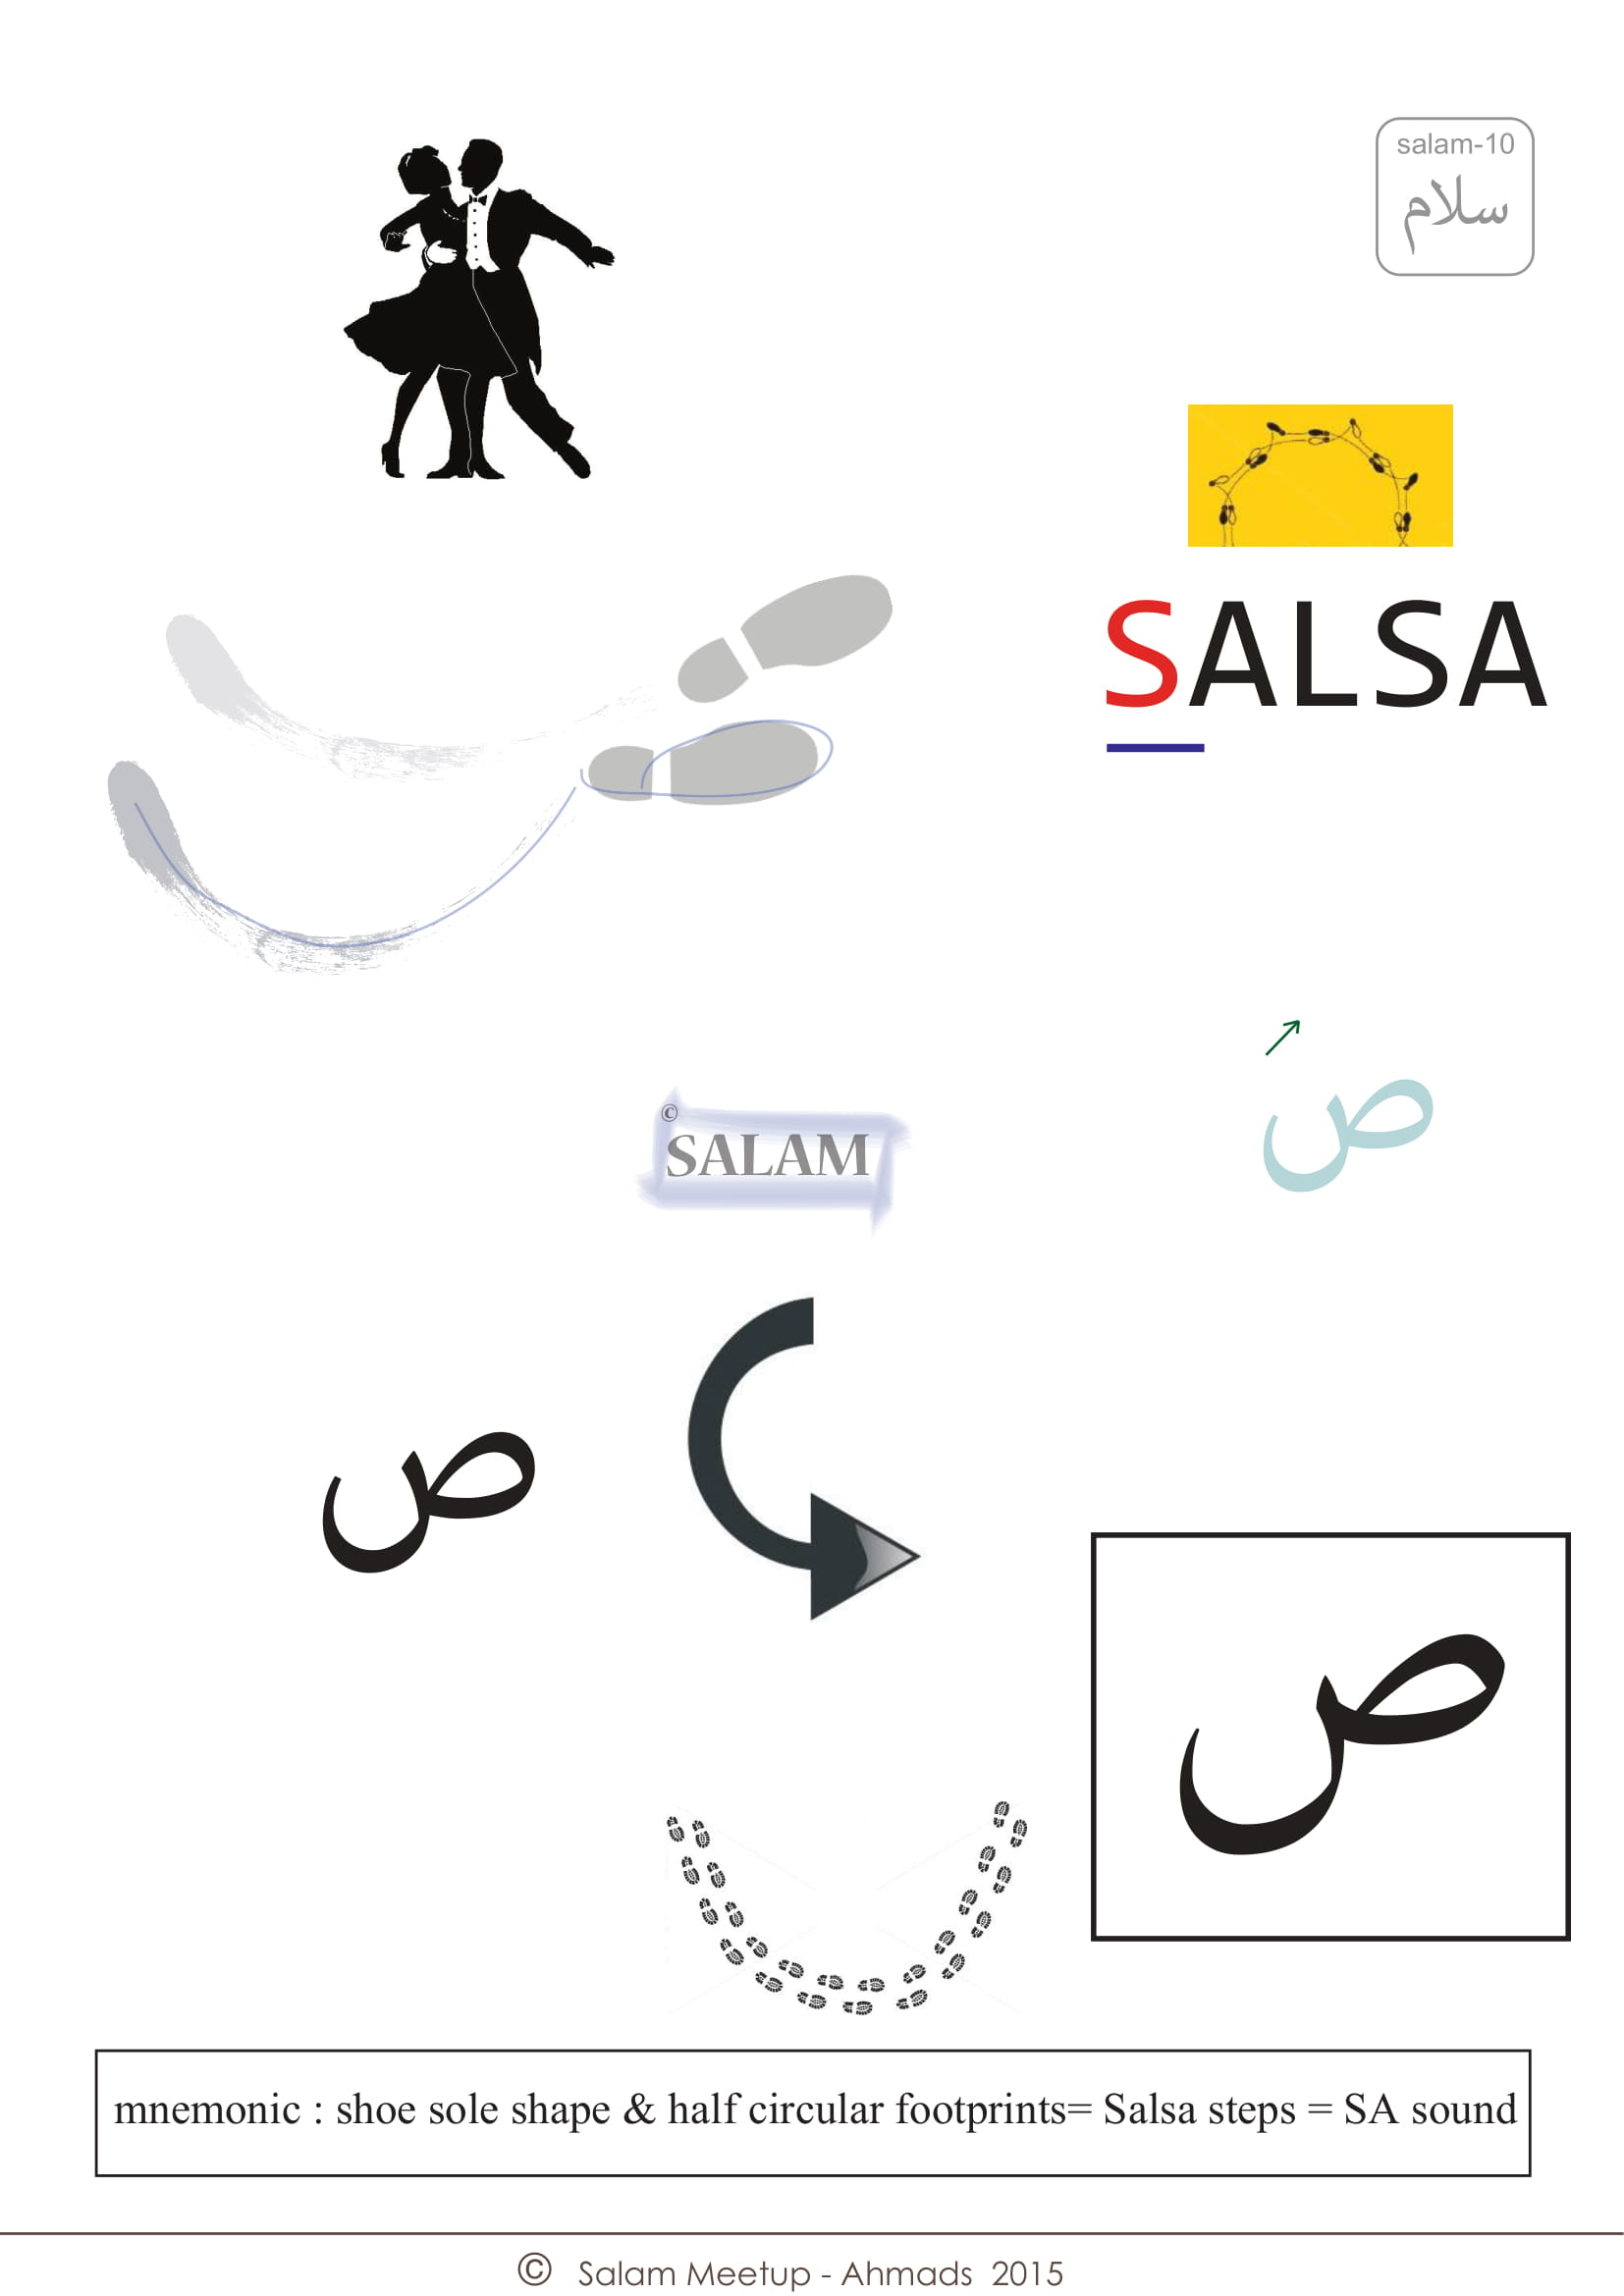 salam-10
سلام
SALSA
ص
©
SALAM
ص
ص
mnemonic : shoe sole shape & half circular footprints= Salsa steps = SA sound
© Salam Meetup - Ahmads 2015